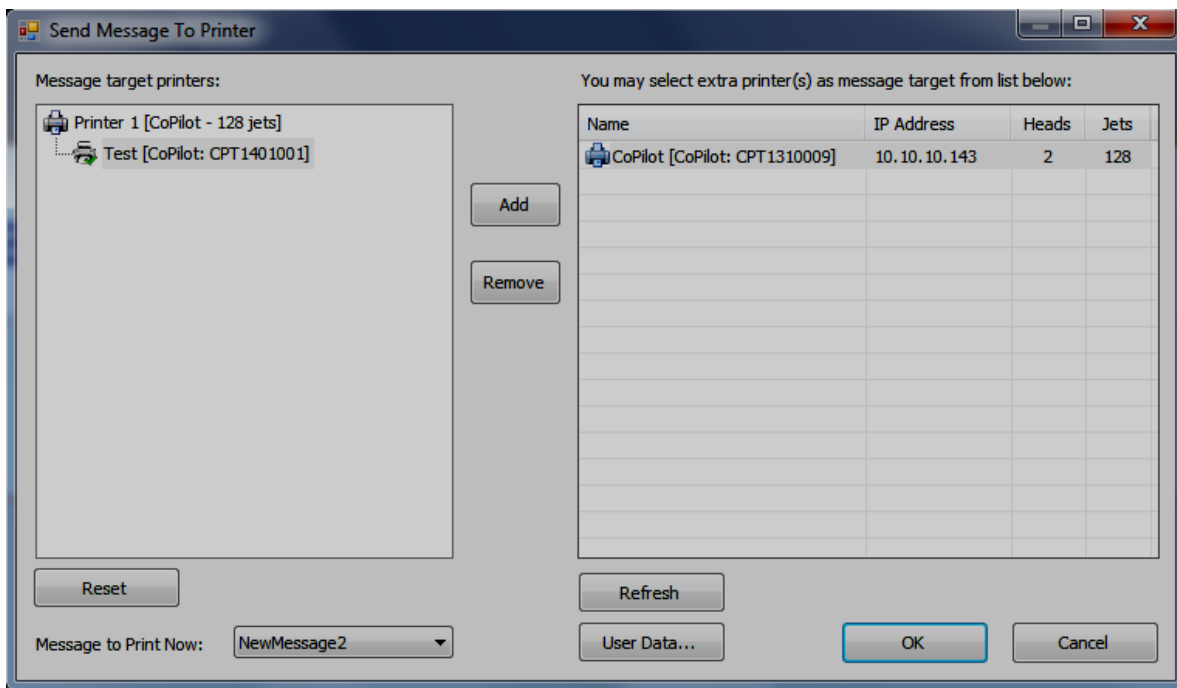 Send Message To Printer
Message target printers:
Printer 1 [CoPilot - 128 jets]
Test [CoPilot: CPT1401001]
Add
Remove
Reset
Message to Print Now: NewMessage2
You may select extra printer(s) as message target from list below:
Name IP Address Heads Jets
CoPilot [CoPilot: CPT1310009] 10.10.10.143 2 128
Refresh
User Data... OK Cancel